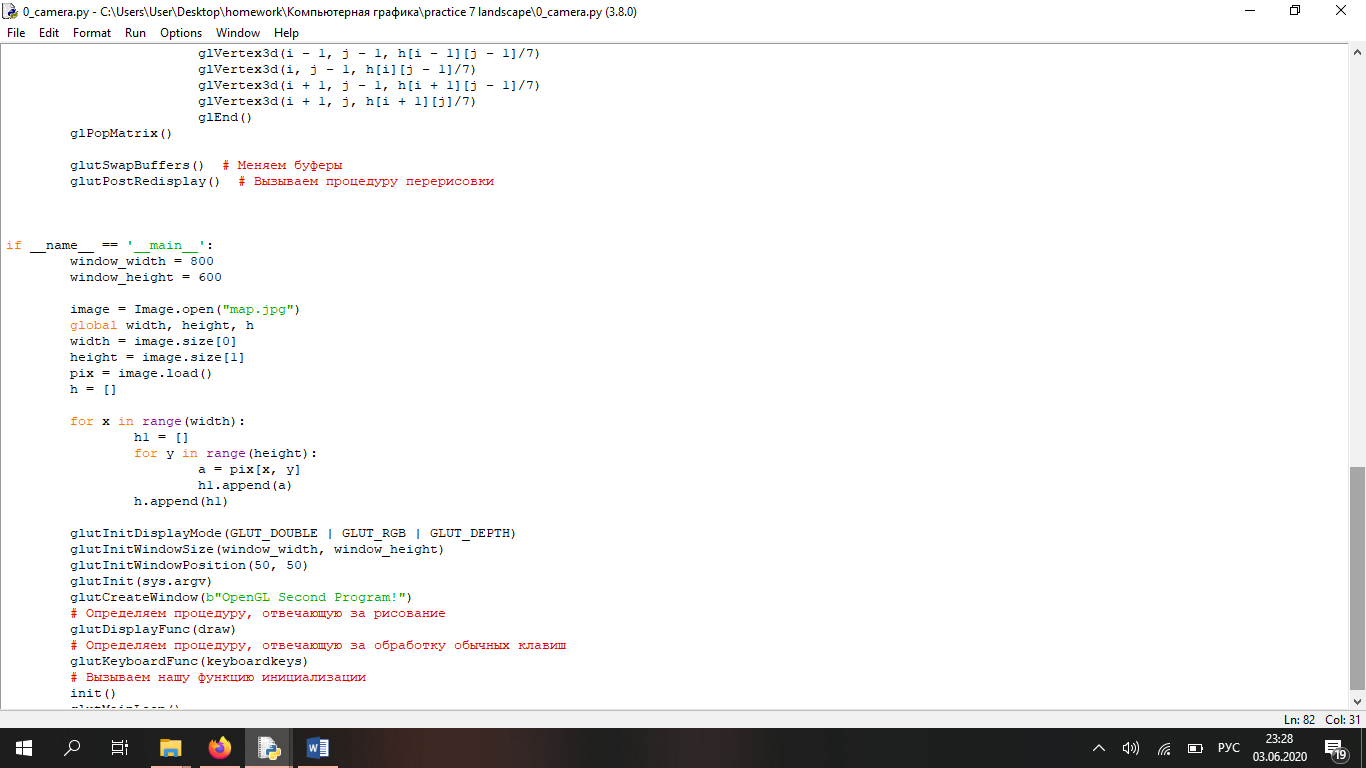 0_camera.py - C:\Users\User\Desktop\homework\Компьютерная графика\practice 7 landscape\0_camera.py (3.8.0)
File Edit Format Run Options Window Help
glVertex3d(i - 1, j - 1, h[i - 1][j - 1]/7)
glVertex3d(i, j - 1, h[i][j - 1]/7)
glVertex3d(i + 1, j - 1, h[i + 1][j - 1]/7)
glVertex3d(i + 1, j, h[i + 1][j]/7)
glEnd()
glPopMatrix()
glutSwapBuffers()  # Меняем буферы
glutPostRedisplay()  # Вызываем процедуру перерисовки
if __name__ == '__main__':
window_width = 800
window_height = 600
image = Image.open("map.jpg")
global width, height, h
width = image.size[0]
height = image.size[1]
pix = image.load()
h = []
for x in range(width):
h1 = []
for y in range(height):
a = pix[x, y]
h1.append(a)
h.append(h1)
glutInitDisplayMode(GLUT_DOUBLE | GLUT_RGB | GLUT_DEPTH)
glutInitWindowSize(window_width, window_height)
glutInitWindowPosition(50, 50)
glutInit(sys.argv)
glutCreateWindow(b"OpenGL Second Program!")
# Определяем процедуру, отвечающую за рисование
glutDisplayFunc(draw)
# Определяем процедуру, отвечающую за обработку обычных клавиш
glutKeyboardFunc(keyboardkeys)
# Вызываем нашу функцию инициализации
init()
glutMainLoop()
Ln: 82 Col: 31
РУС
23:28
03.06.2020
19